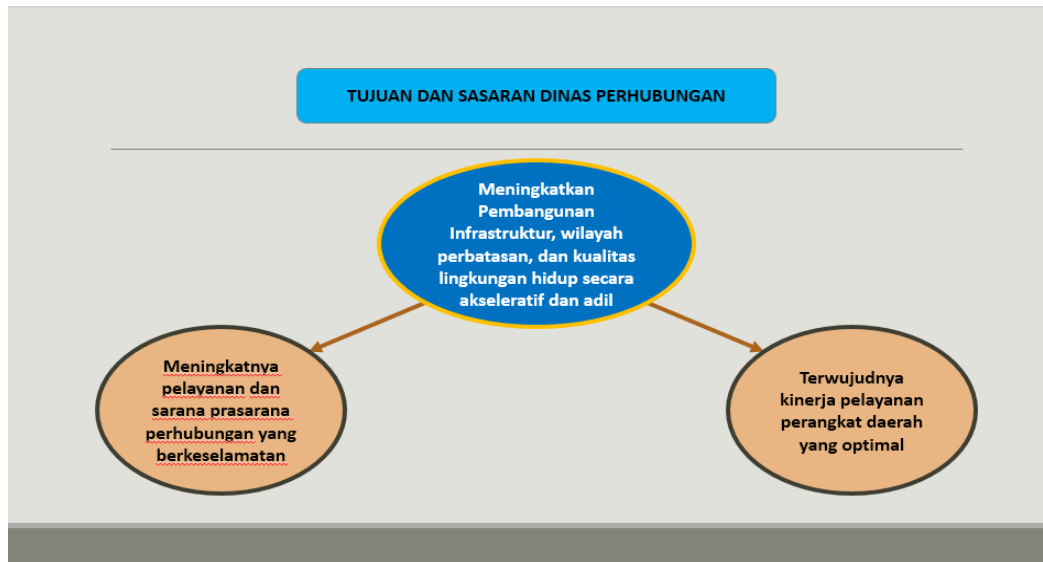 TUJUAN DAN SASARAN DINAS PERHUBUNGAN
Meningkatkan
Pembangunan
Infrastruktur, wilayah
perbatasan, dan kualitas
lingkungan hidup secara
akseleratif dan adil
Meningkatnya
pelayanan dan
sarana prasarana
perhubungan yang
berkeselamatan
Terwujudnya
kinerja pelayanan
perangkat daerah
yang optimal